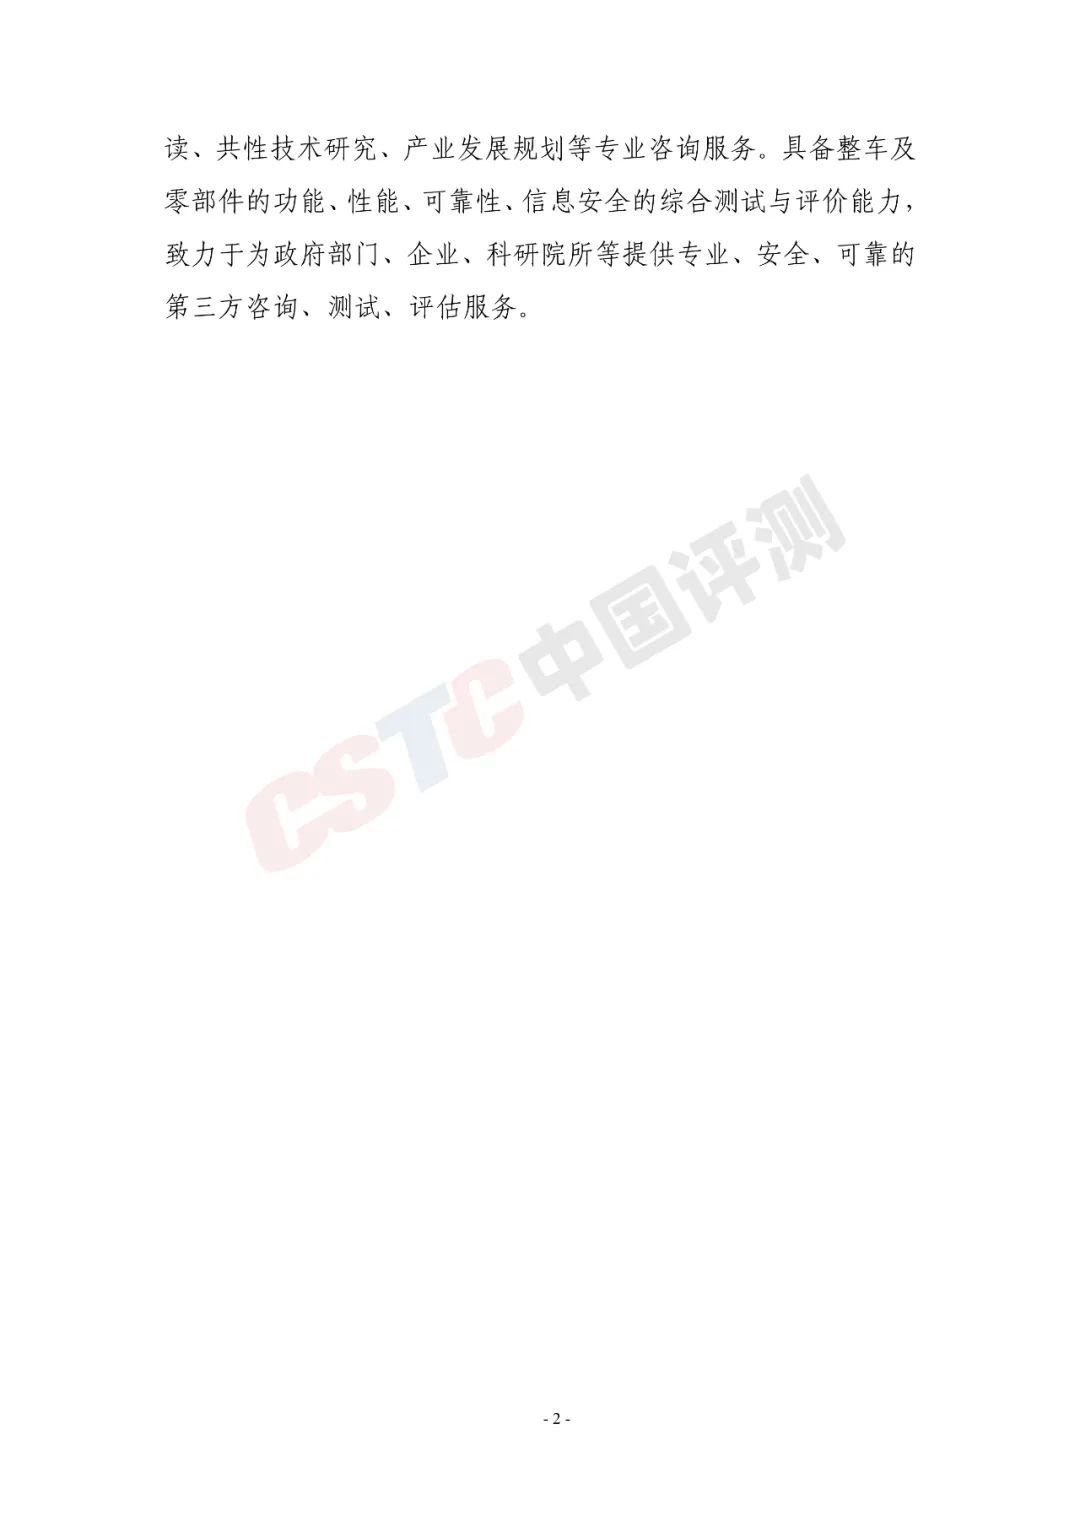 读、共性技术研究、产业发展规划等专业咨询服务。具备整车及
零部件的功能、性能、可靠性、信息安全的综合测试与评价能力，
致力于为政府部门、企业、科研院所等提供专业、安全、可靠的
第三方咨询、测试、评估服务。
CSTC中国评测
- 2 -